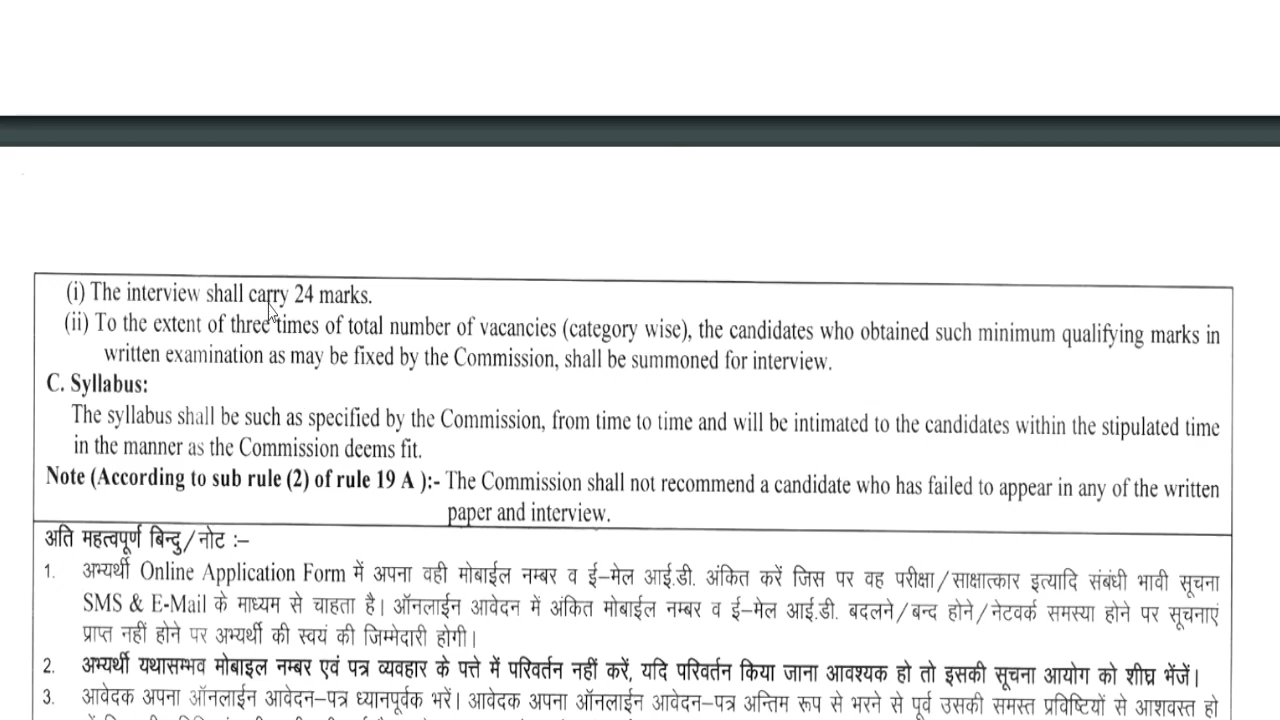 (i) The interview shall carry 24 marks.
(ii) To the extent of three times of total number of vacancies (category wise), the candidates who obtained such minimum qualifying marks in
written examination as may be fixed by the Commission, shall be summoned for interview.
C. Syllabus:
The syllabus shall be such as specified by the Commission, from time to time and will be intimated to the candidates within the stipulated time
in the manner as the Commission deems fit.
Note (According to sub rule (2) of rule 19 A ):- The Commission shall not recommend a candidate who has failed to appear in any of the written
paper and interview.
अति महत्वपूर्ण बिन्दु/नोट :–
1. अभ्यर्थी Online Application Form में अपना वही मोबाईल नम्बर व ई–मेल आई.डी. अंकित करें जिस पर वह परीक्षा/साक्षात्कार इत्यादि संबंधी भावी सूचना
SMS & E-Mail के माध्यम से चाहता है। ऑनलाईन आवेदन में अंकित मोबाईल नम्बर व ई–मेल आई.डी. बदलने/बन्द होने/नेटवर्क समस्या होने पर सूचनाएं
प्राप्त नहीं होने पर अभ्यर्थी की स्वयं की जिम्मेदारी होगी।
2. अभ्यर्थी यथासम्भव मोबाइल नम्बर एवं पत्र व्यवहार के पत्ते में परिवर्तन नहीं करें, यदि परिवर्तन किया जाना आवश्यक हो तो इसकी सूचना आयोग को शीघ्र भेंजें।
3. आवेदक अपना ऑनलाईन आवेदन–पत्र ध्यानपूर्वक भरें। आवेदक अपना ऑनलाईन आवेदन–पत्र अन्तिम रूप से भरने से पूर्व उसकी समस्त प्रविष्टियों से आशवस्त हो